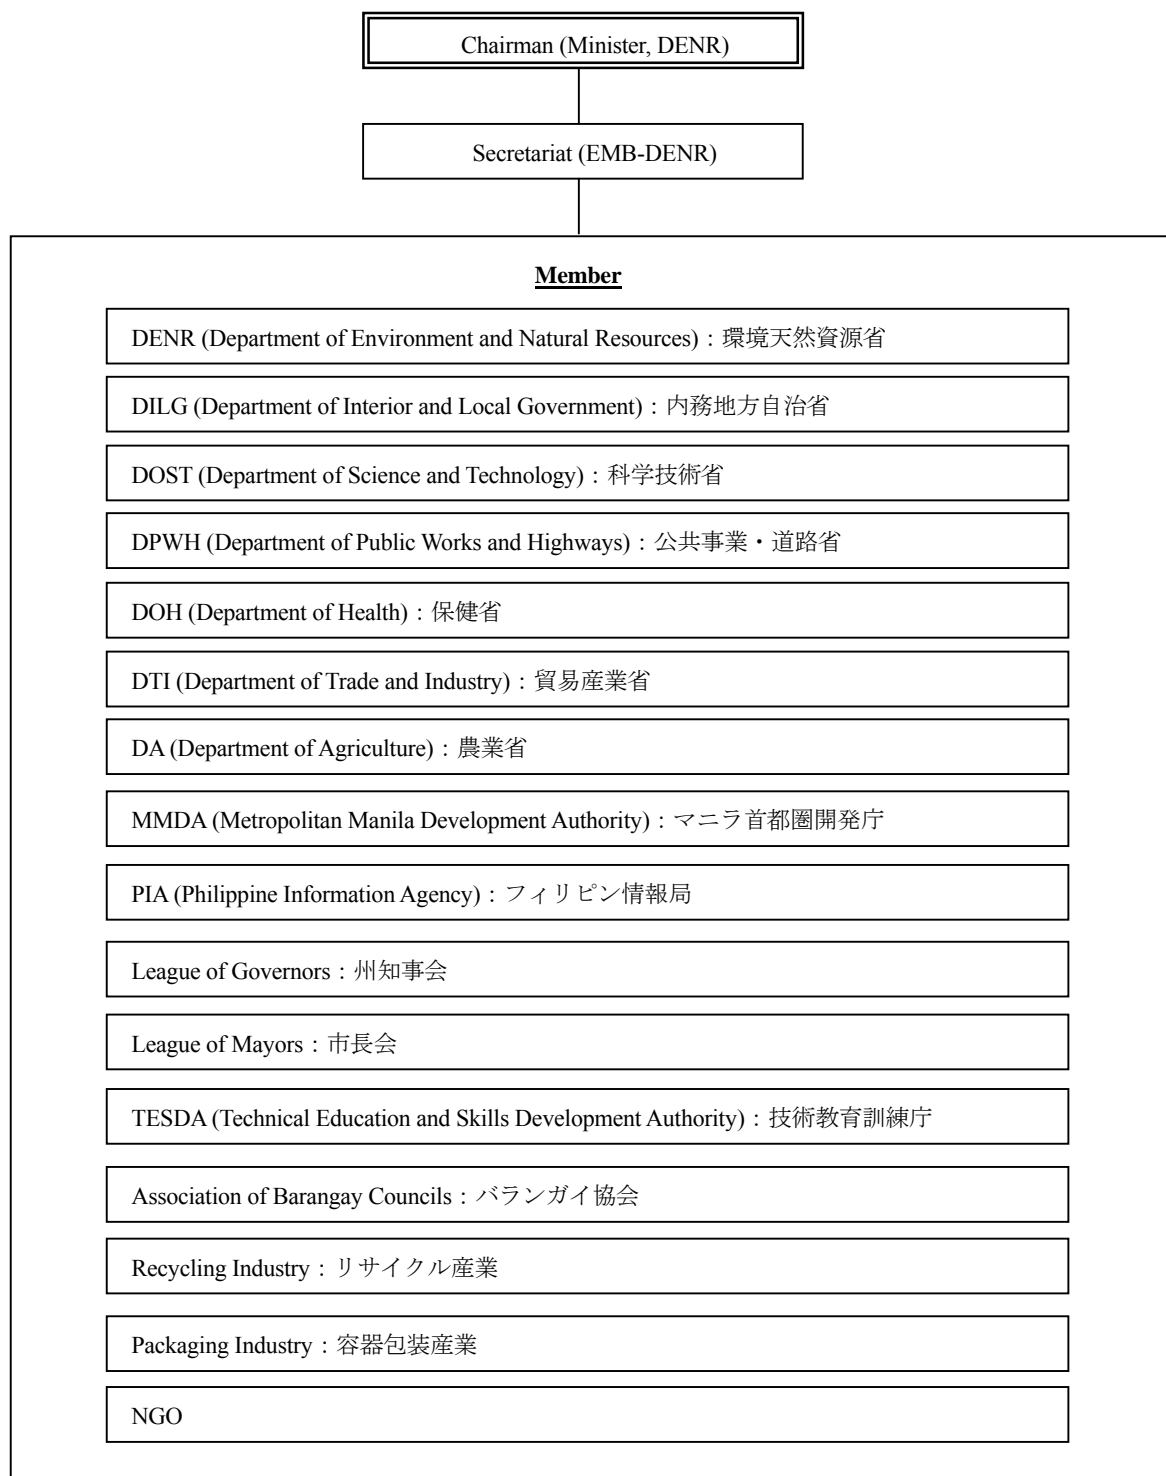 Chairman (Minister, DENR)
Secretariat (EMB-DENR)
Member
DENR (Department of Environment and Natural Resources)：環境天然資源省
DILG (Department of Interior and Local Government)：内務地方自治省
DOST (Department of Science and Technology)：科学技術省
DPWH (Department of Public Works and Highways)：公共事業・道路省
DOH (Department of Health)：保健省
DTI (Department of Trade and Industry)：貿易産業省
DA (Department of Agriculture)：農業省
MMDA (Metropolitan Manila Development Authority)：マニラ首都圏開発庁
PIA (Philippine Information Agency)：フィリピン情報局
League of Governors：州知事会
League of Mayors：市長会
TESDA (Technical Education and Skills Development Authority)：技術教育訓練庁
Association of Barangay Councils：バランガイ協会
Recycling Industry：リサイクル産業
Packaging Industry：容器包装産業
NGO